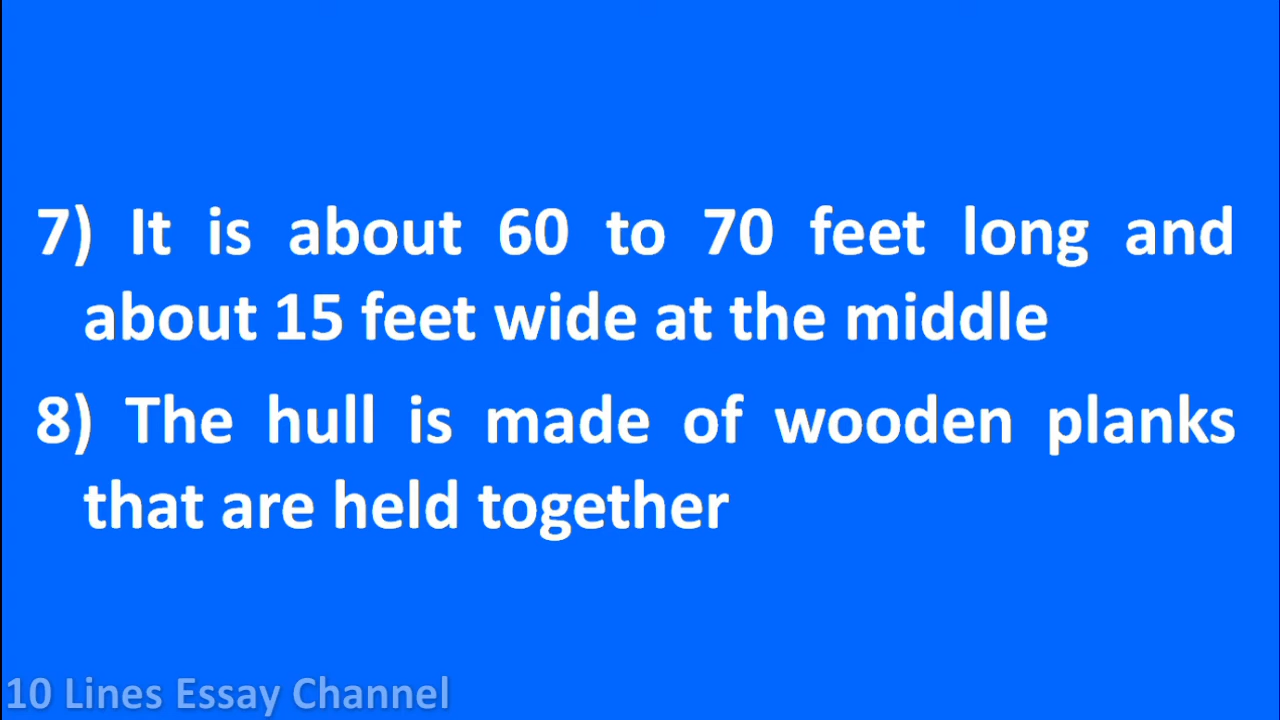 7) It is about 60 to 70 feet long and
about 15 feet wide at the middle
8) The hull is made of wooden planks
that are held together
10 Lines Essay Channel